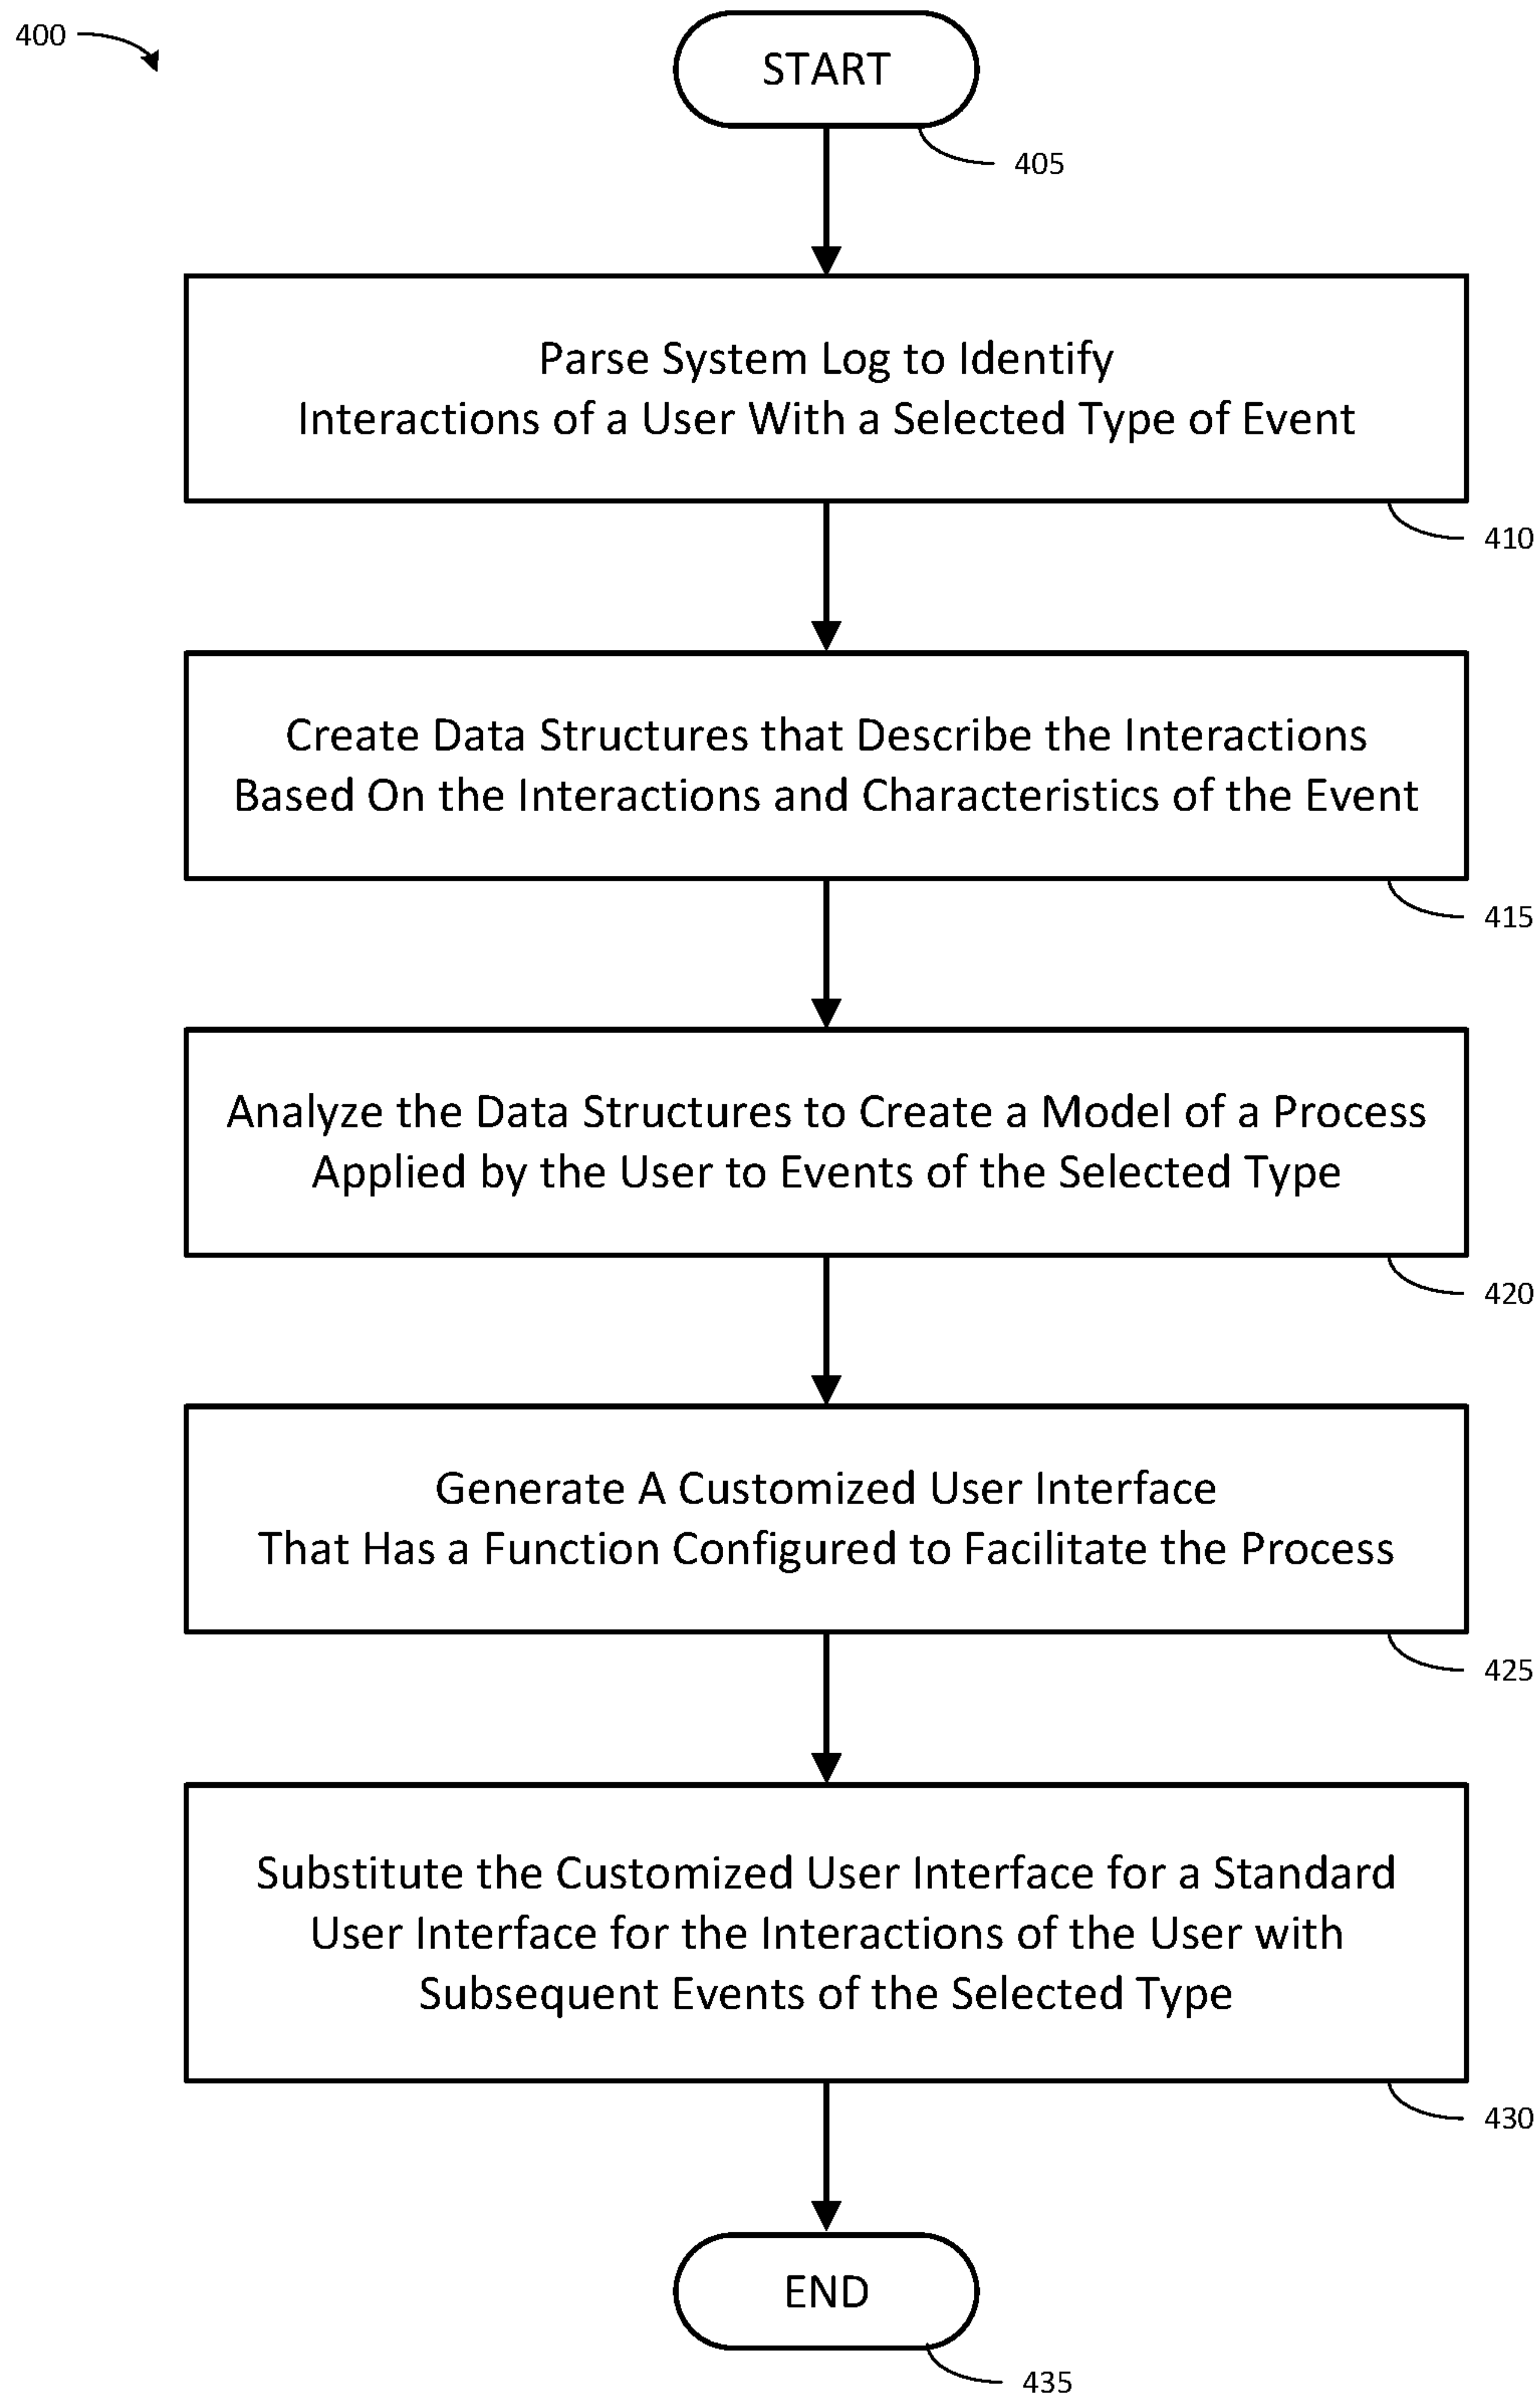 400
START
405
Parse System Log to Identify
Interactions of a User With a Selected Type of Event
410
Create Data Structures that Describe the Interactions
Based On the Interactions and Characteristics of the Event
415
Analyze the Data Structures to Create a Model of a Process
Applied by the User to Events of the Selected Type
420
Generate A Customized User Interface
That Has a Function Configured to Facilitate the Process
425
Substitute the Customized User Interface for a Standard
User Interface for the Interactions of the User with
Subsequent Events of the Selected Type
430
END
435